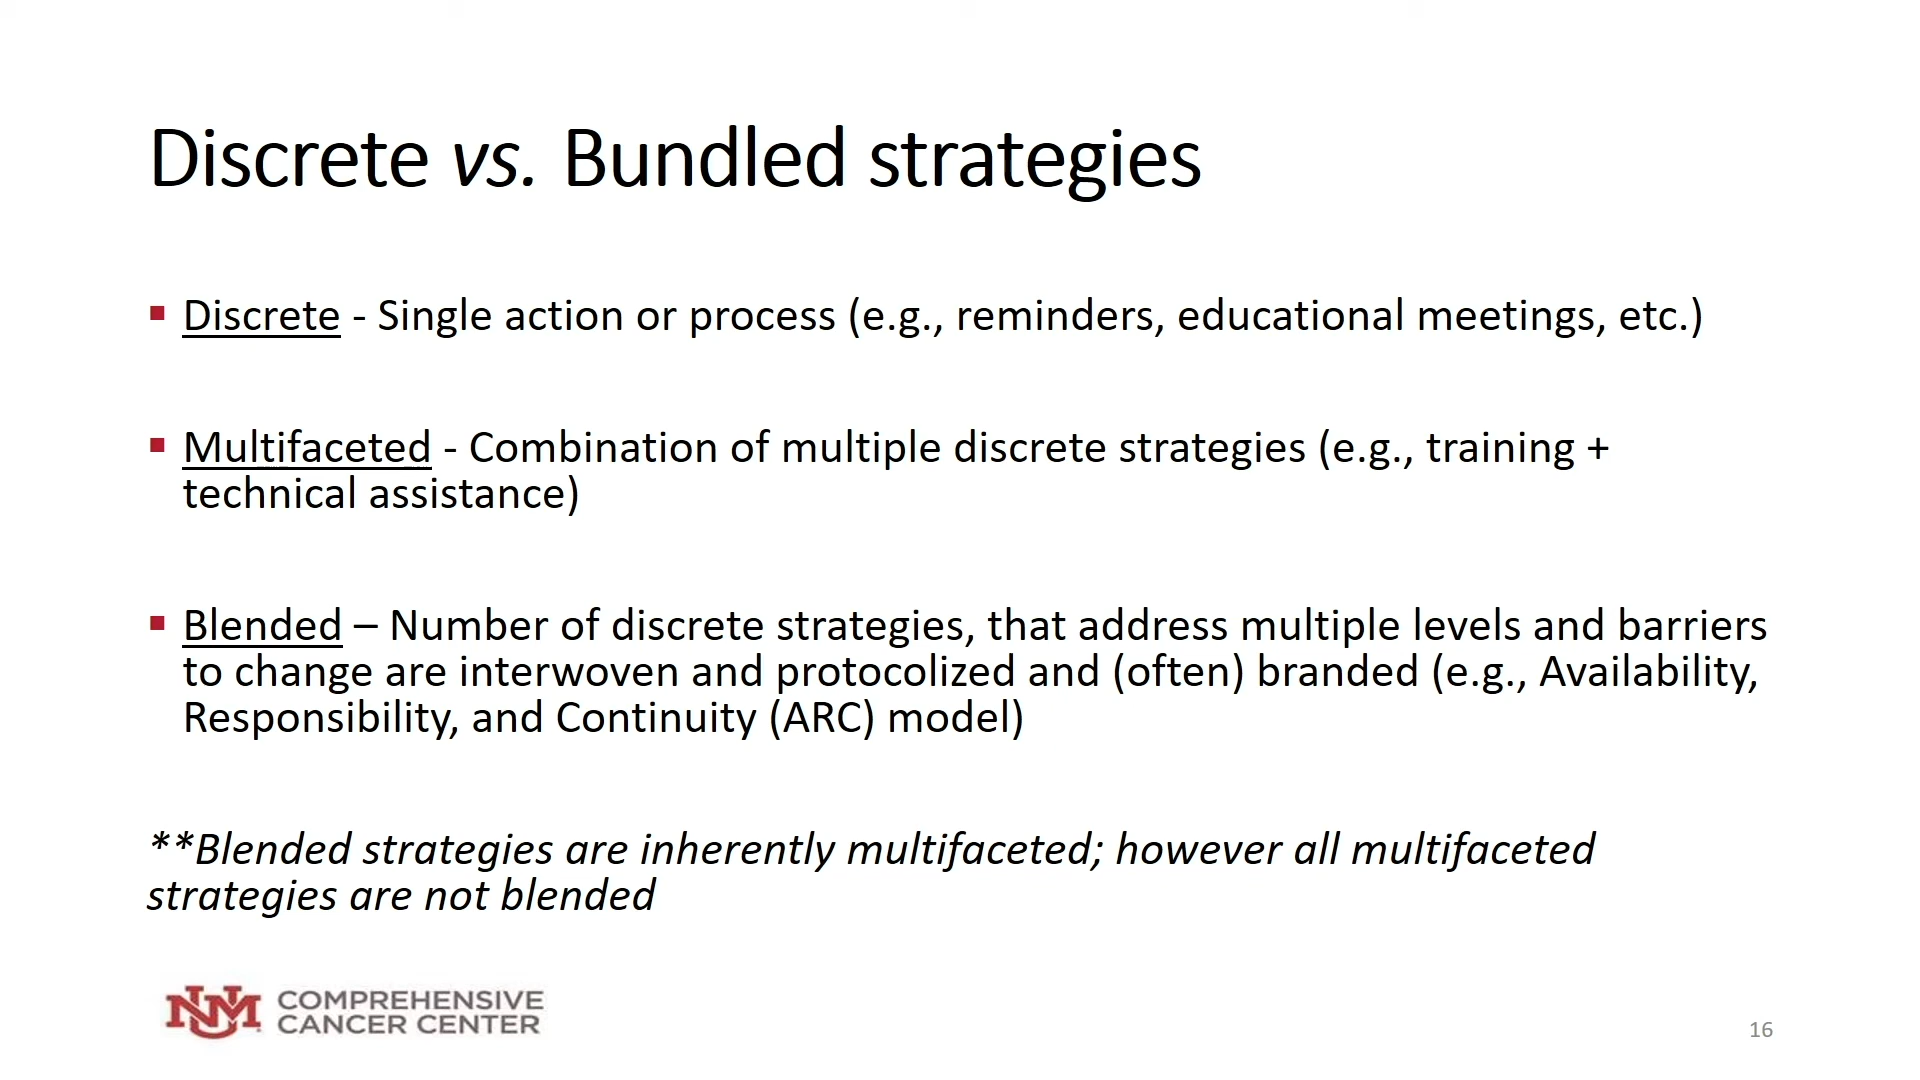 Discrete vs. Bundled strategies
Discrete - Single action or process (e.g., reminders, educational meetings, etc.)
Multifaceted - Combination of multiple discrete strategies (e.g., training +
technical assistance)
Blended – Number of discrete strategies, that address multiple levels and barriers
to change are interwoven and protocolized and (often) branded (e.g., Availability,
Responsibility, and Continuity (ARC) model)
**Blended strategies are inherently multifaceted; however all multifaceted
strategies are not blended
NM COMPREHENSIVE
CANCER CENTER
16